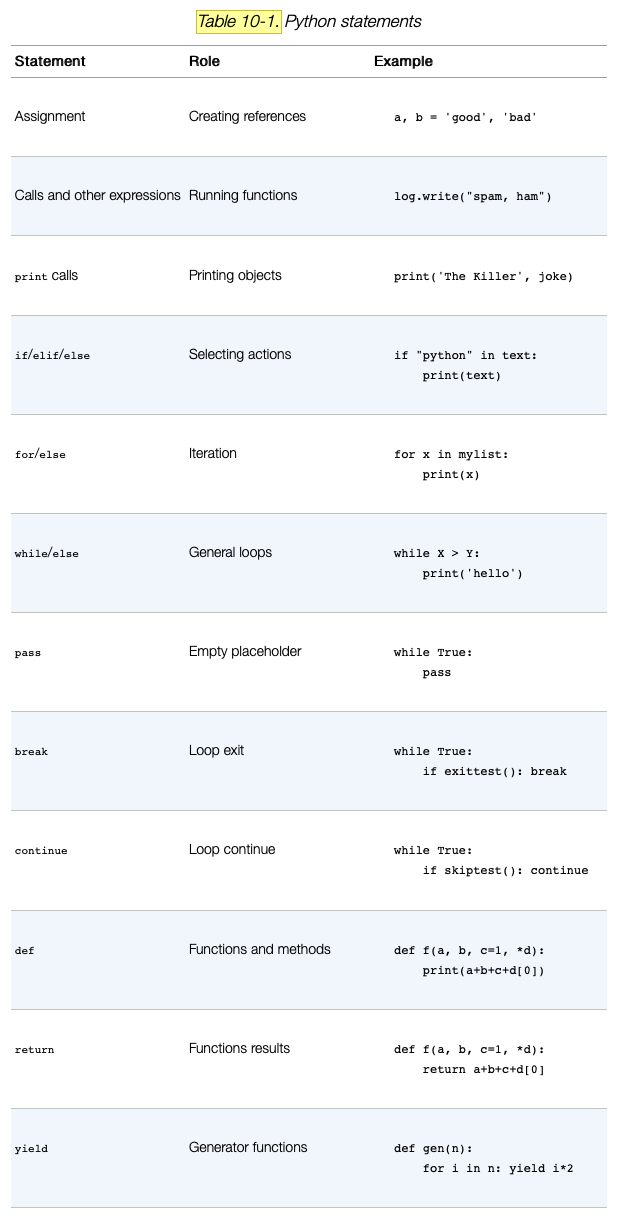 Table 10-1. Python statements
Statement Role Example
Assignment Creating references a, b = 'good', 'bad'
Calls and other expressions Running functions log.write("spam, ham")
print calls Printing objects print('The Killer', joke)
if/elif/else Selecting actions if "python" in text:
    print(text)
for/else Iteration for x in mylist:
    print(x)
while/else General loops while X > Y:
    print('hello')
pass Empty placeholder while True:
    pass
break Loop exit while True:
    if exittest(): break
continue Loop continue while True:
    if skiptest(): continue
def Functions and methods def f(a, b, c=1, *d):
    print(a+b+c+d[0])
return Functions results def f(a, b, c=1, *d):
    return a+b+c+d[0]
yield Generator functions def gen(n):
    for i in n: yield i*2